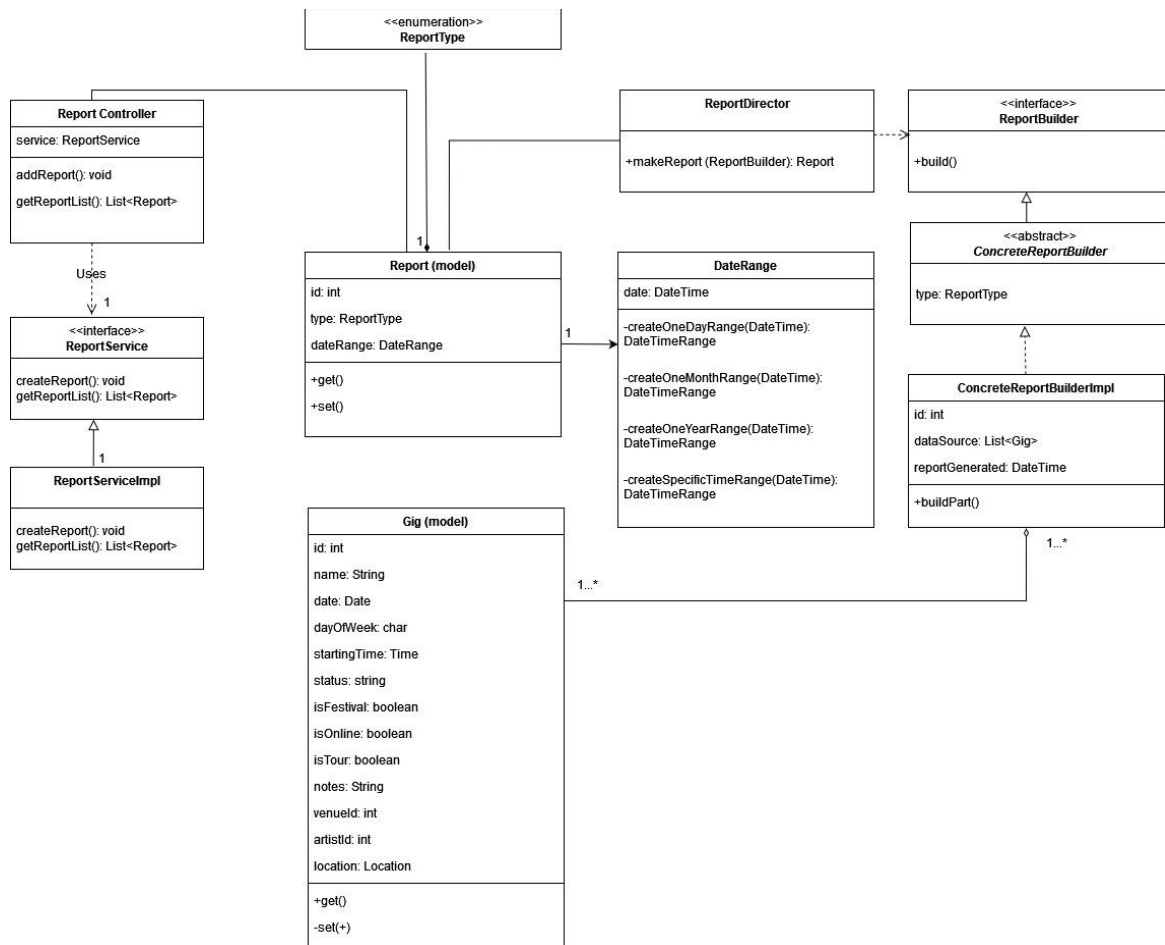 <<enumeration>>
ReportType
Report Controller
service: ReportService
addReport(): void
getReportList(): List<Report>
ReportDirector
+makeReport (ReportBuilder): Report
<<interface>>
ReportBuilder
+build()
Uses
1
<<interface>>
ReportService
createReport(): void
getReportList(): List<Report>
1
ReportServiceImpl
createReport(): void
getReportList(): List<Report>
1
Report (model)
id: int
type: ReportType
dateRange: DateRange
+get()
+set()
1
DateRange
date: DateTime
-createOneDayRange(DateTime):
DateTimeRange
-createOneMonthRange(DateTime):
DateTimeRange
-createOneYearRange(DateTime):
DateTimeRange
-createSpecificTimeRange(DateTime):
DateTimeRange
<<abstract>>
ConcreteReportBuilder
type: ReportType
ConcreteReportBuilderImpl
id: int
dataSource: List<Gig>
reportGenerated: DateTime
+buildPart()
1...*
1...*
Gig (model)
id: int
name: String
date: Date
dayOfWeek: char
startingTime: Time
status: string
isFestival: boolean
isOnline: boolean
isTour: boolean
notes: String
venueId: int
artistId: int
location: Location
+get()
-set(+)